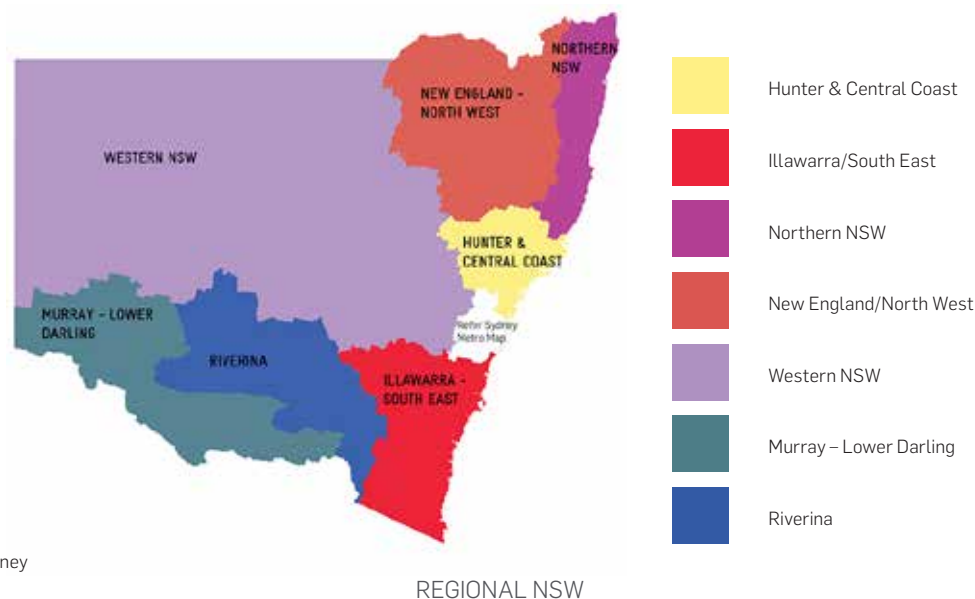 NORTHERN
NSW
NEW ENGLAND -
NORTH WEST
WESTERN NSW
HUNTER &
CENTRAL COAST
MURRAY - LOWER
DARLING
Refer Sydney
Metro Map
RIVERINA
ILLAWARRA -
SOUTH EAST
Hunter & Central Coast
Illawarra/South East
Northern NSW
New England/North West
Western NSW
Murray – Lower Darling
Riverina
ney
REGIONAL NSW